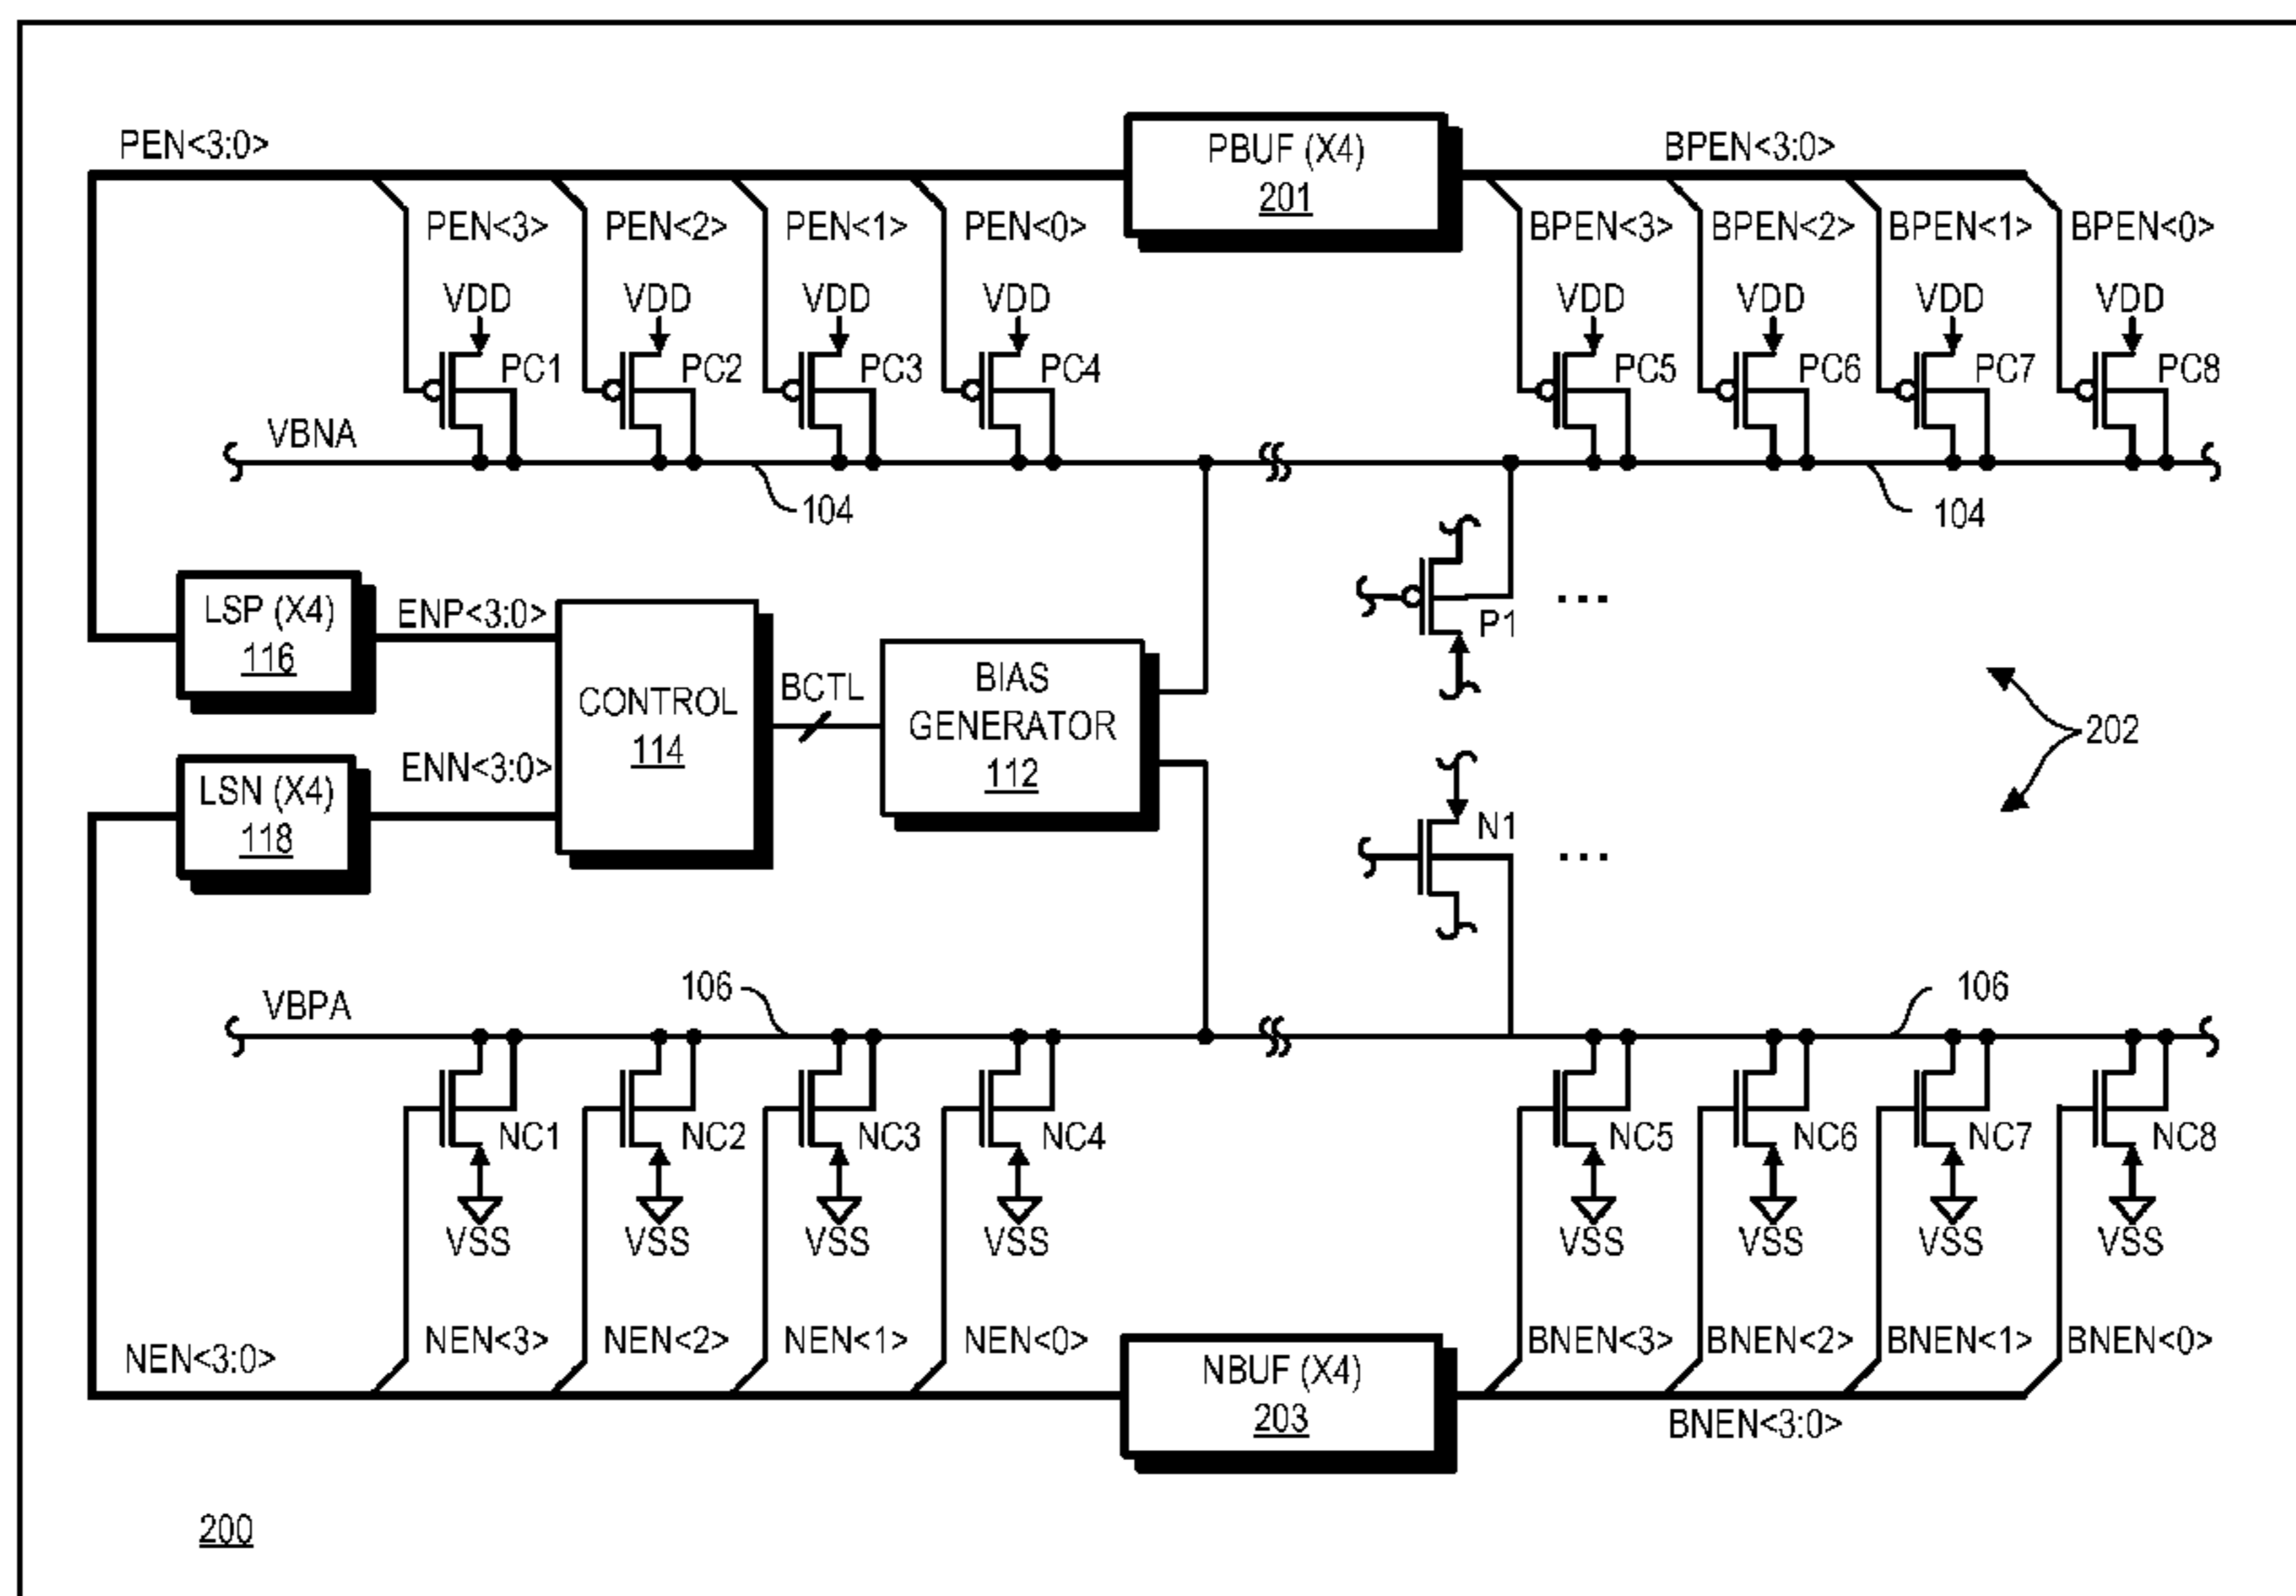 PEN<3:0>
PBUF (X4)
201
BPEN<3:0>
PEN<3>
PEN<2>
PEN<1>
PEN<0>
BPEN<3>
BPEN<2>
BPEN<1>
BPEN<0>
VDD
VDD
VDD
VDD
VDD
VDD
VDD
VDD
PC1
PC2
PC3
PC4
PC5
PC6
PC7
PC8
VBNA
104
104
LSP (X4)
116
ENP<3:0>
P1
...
CONTROL
114
BCTL
BIAS
GENERATOR
112
202
LSN (X4)
118
ENN<3:0>
N1
...
VBPA
106
106
NC1
NC2
NC3
NC4
NC5
NC6
NC7
NC8
VSS
VSS
VSS
VSS
VSS
VSS
VSS
VSS
NEN<3:0>
NEN<3>
NEN<2>
NEN<1>
NEN<0>
BNEN<3>
BNEN<2>
BNEN<1>
BNEN<0>
NBUF (X4)
203
BNEN<3:0>
200